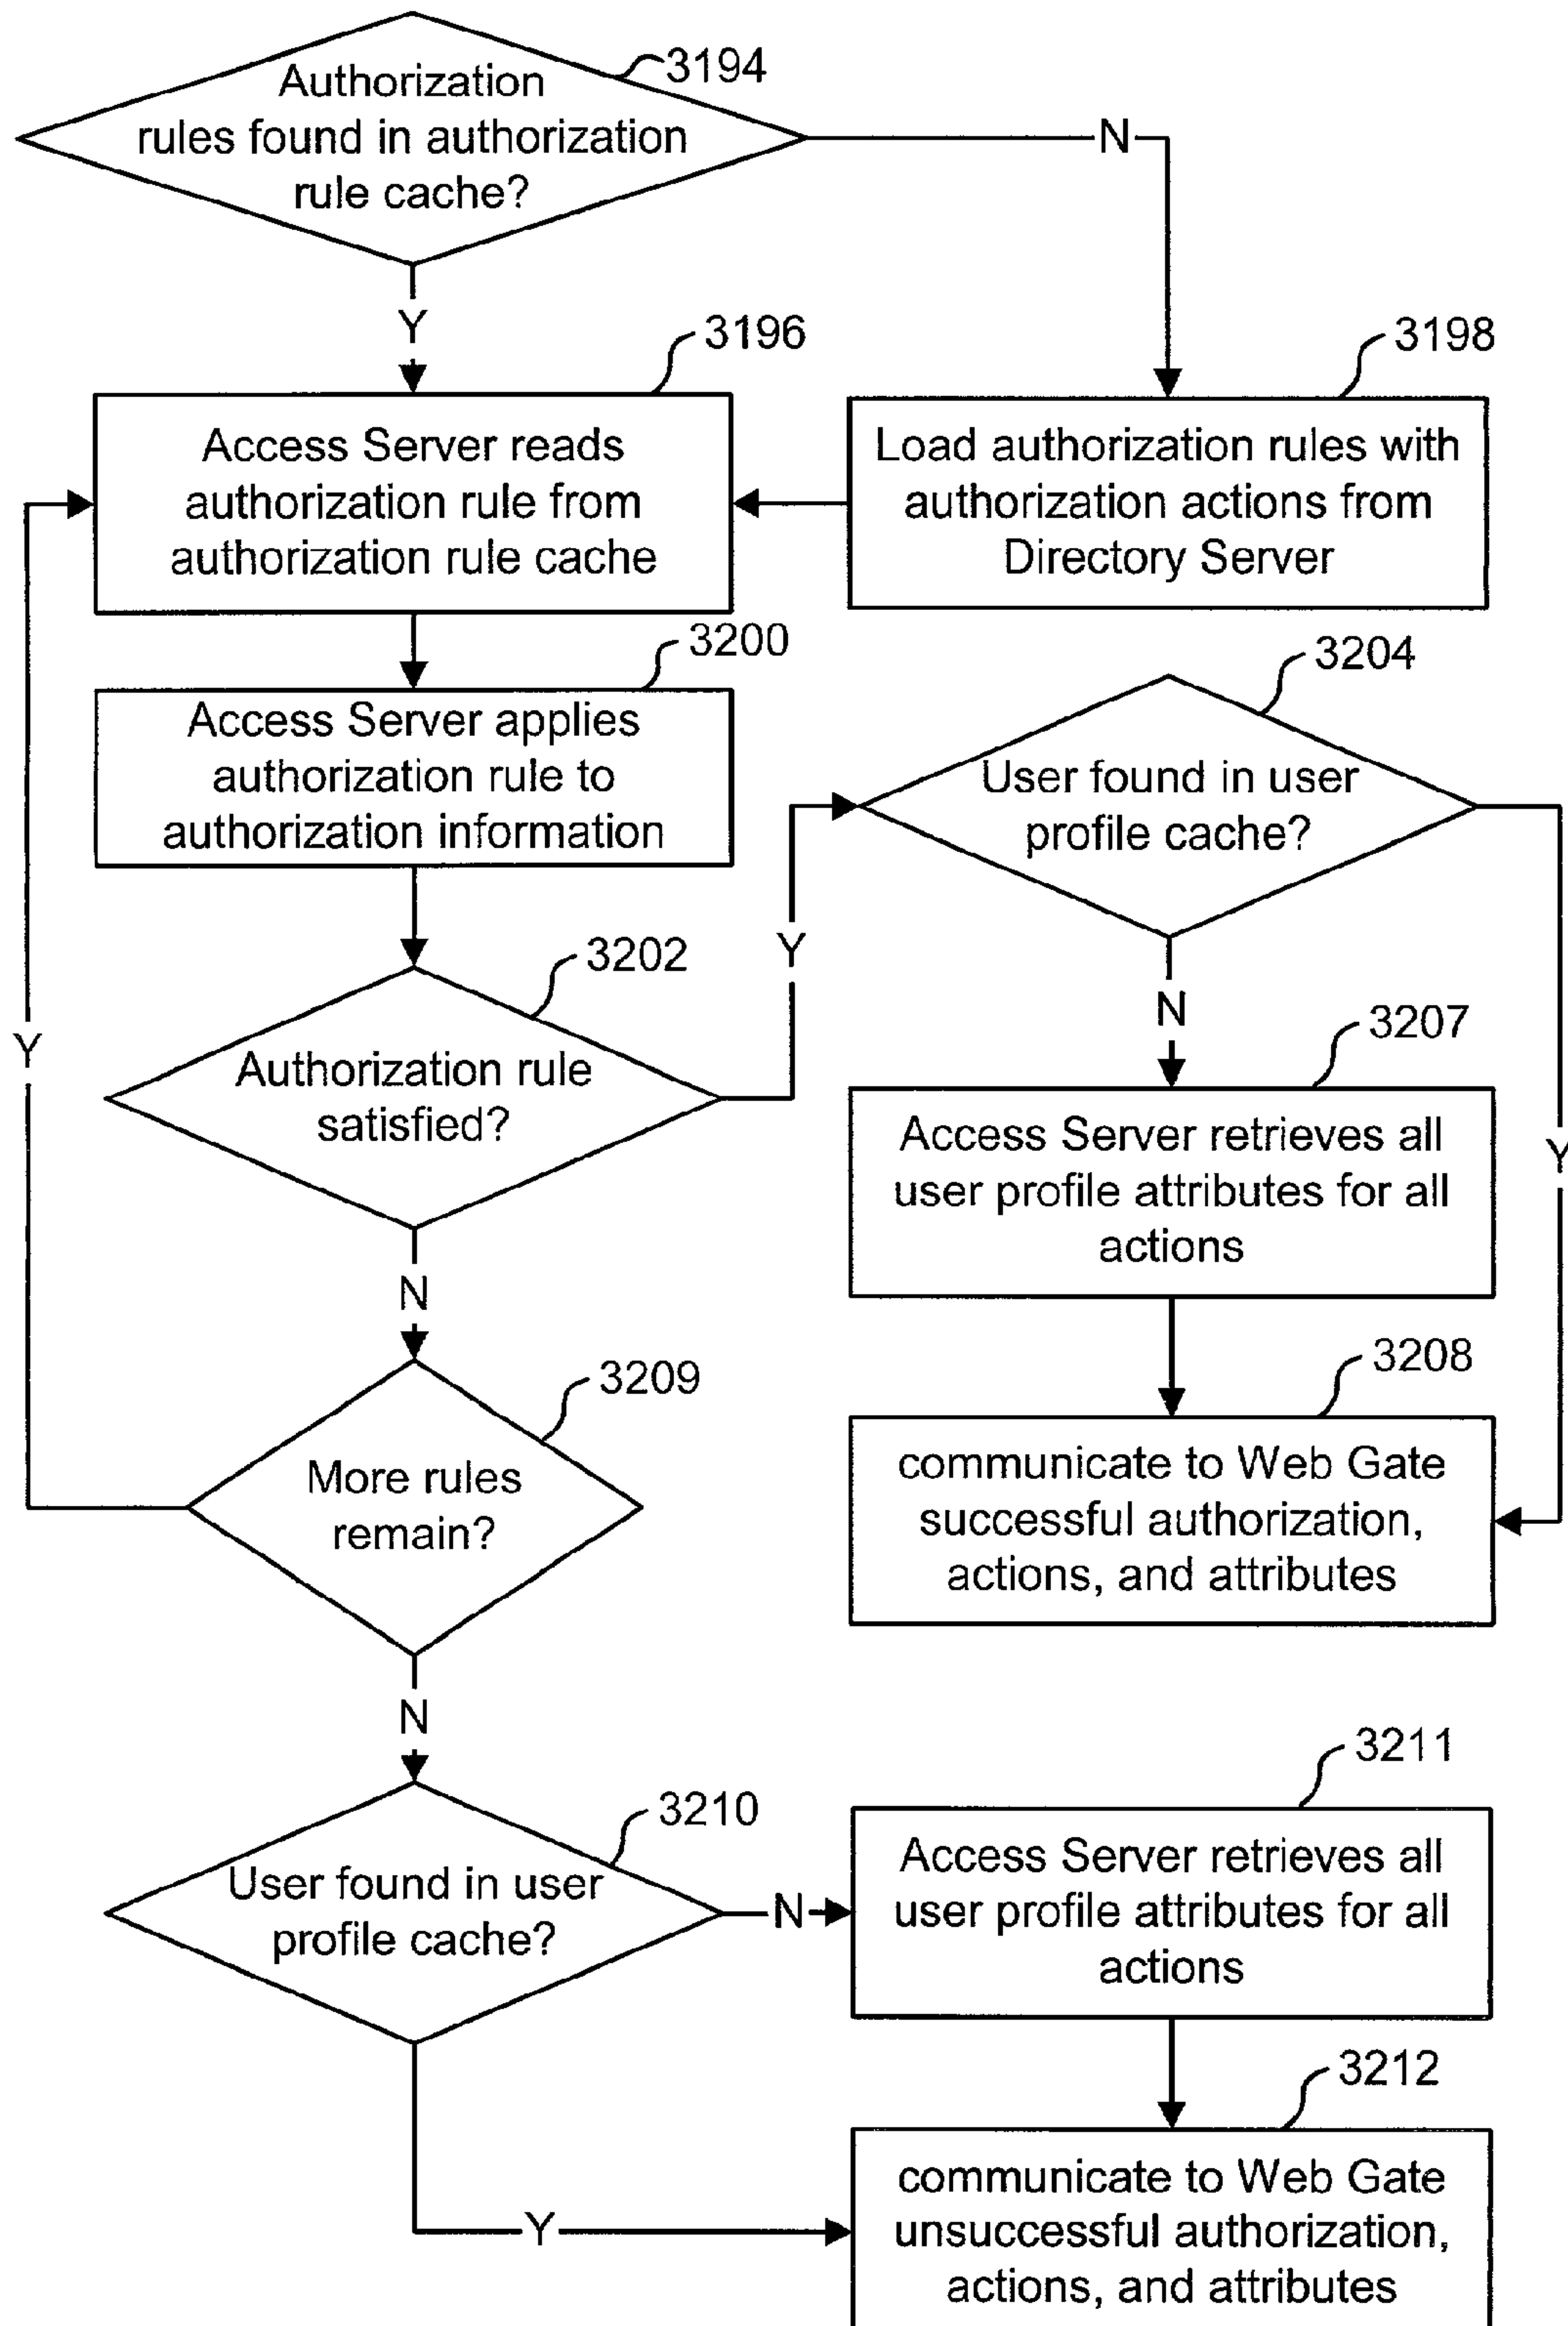 3194
Authorization
rules found in authorization
rule cache?
N
Y
3196
3198
Access Server reads
authorization rule from
authorization rule cache
Load authorization rules with
authorization actions from
Directory Server
3200
3204
Access Server applies
authorization rule to
authorization information
User found in user
profile cache?
Y
3202
N
Y
Authorization rule
satisfied?
3207
Access Server retrieves all
user profile attributes for all
actions
Y
N
3209
3208
More rules
remain?
communicate to Web Gate
successful authorization,
actions, and attributes
N
3211
3210
User found in user
profile cache?
N
Access Server retrieves all
user profile attributes for all
actions
3212
Y
communicate to Web Gate
unsuccessful authorization,
actions, and attributes